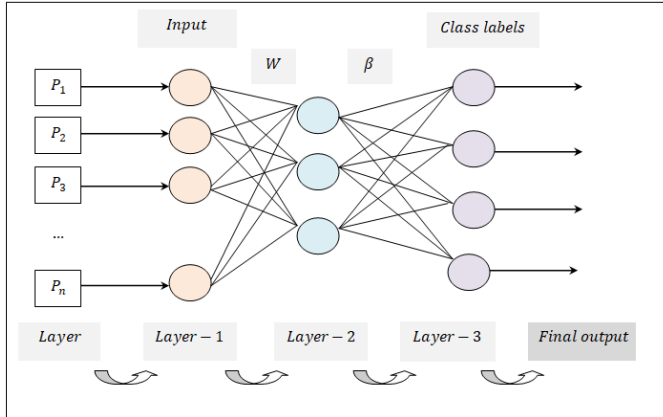 Input
Class labels
W
β
P₁
P₂
P₃
...
Pₙ
Layer
Layer − 1
Layer − 2
Layer − 3
Final output